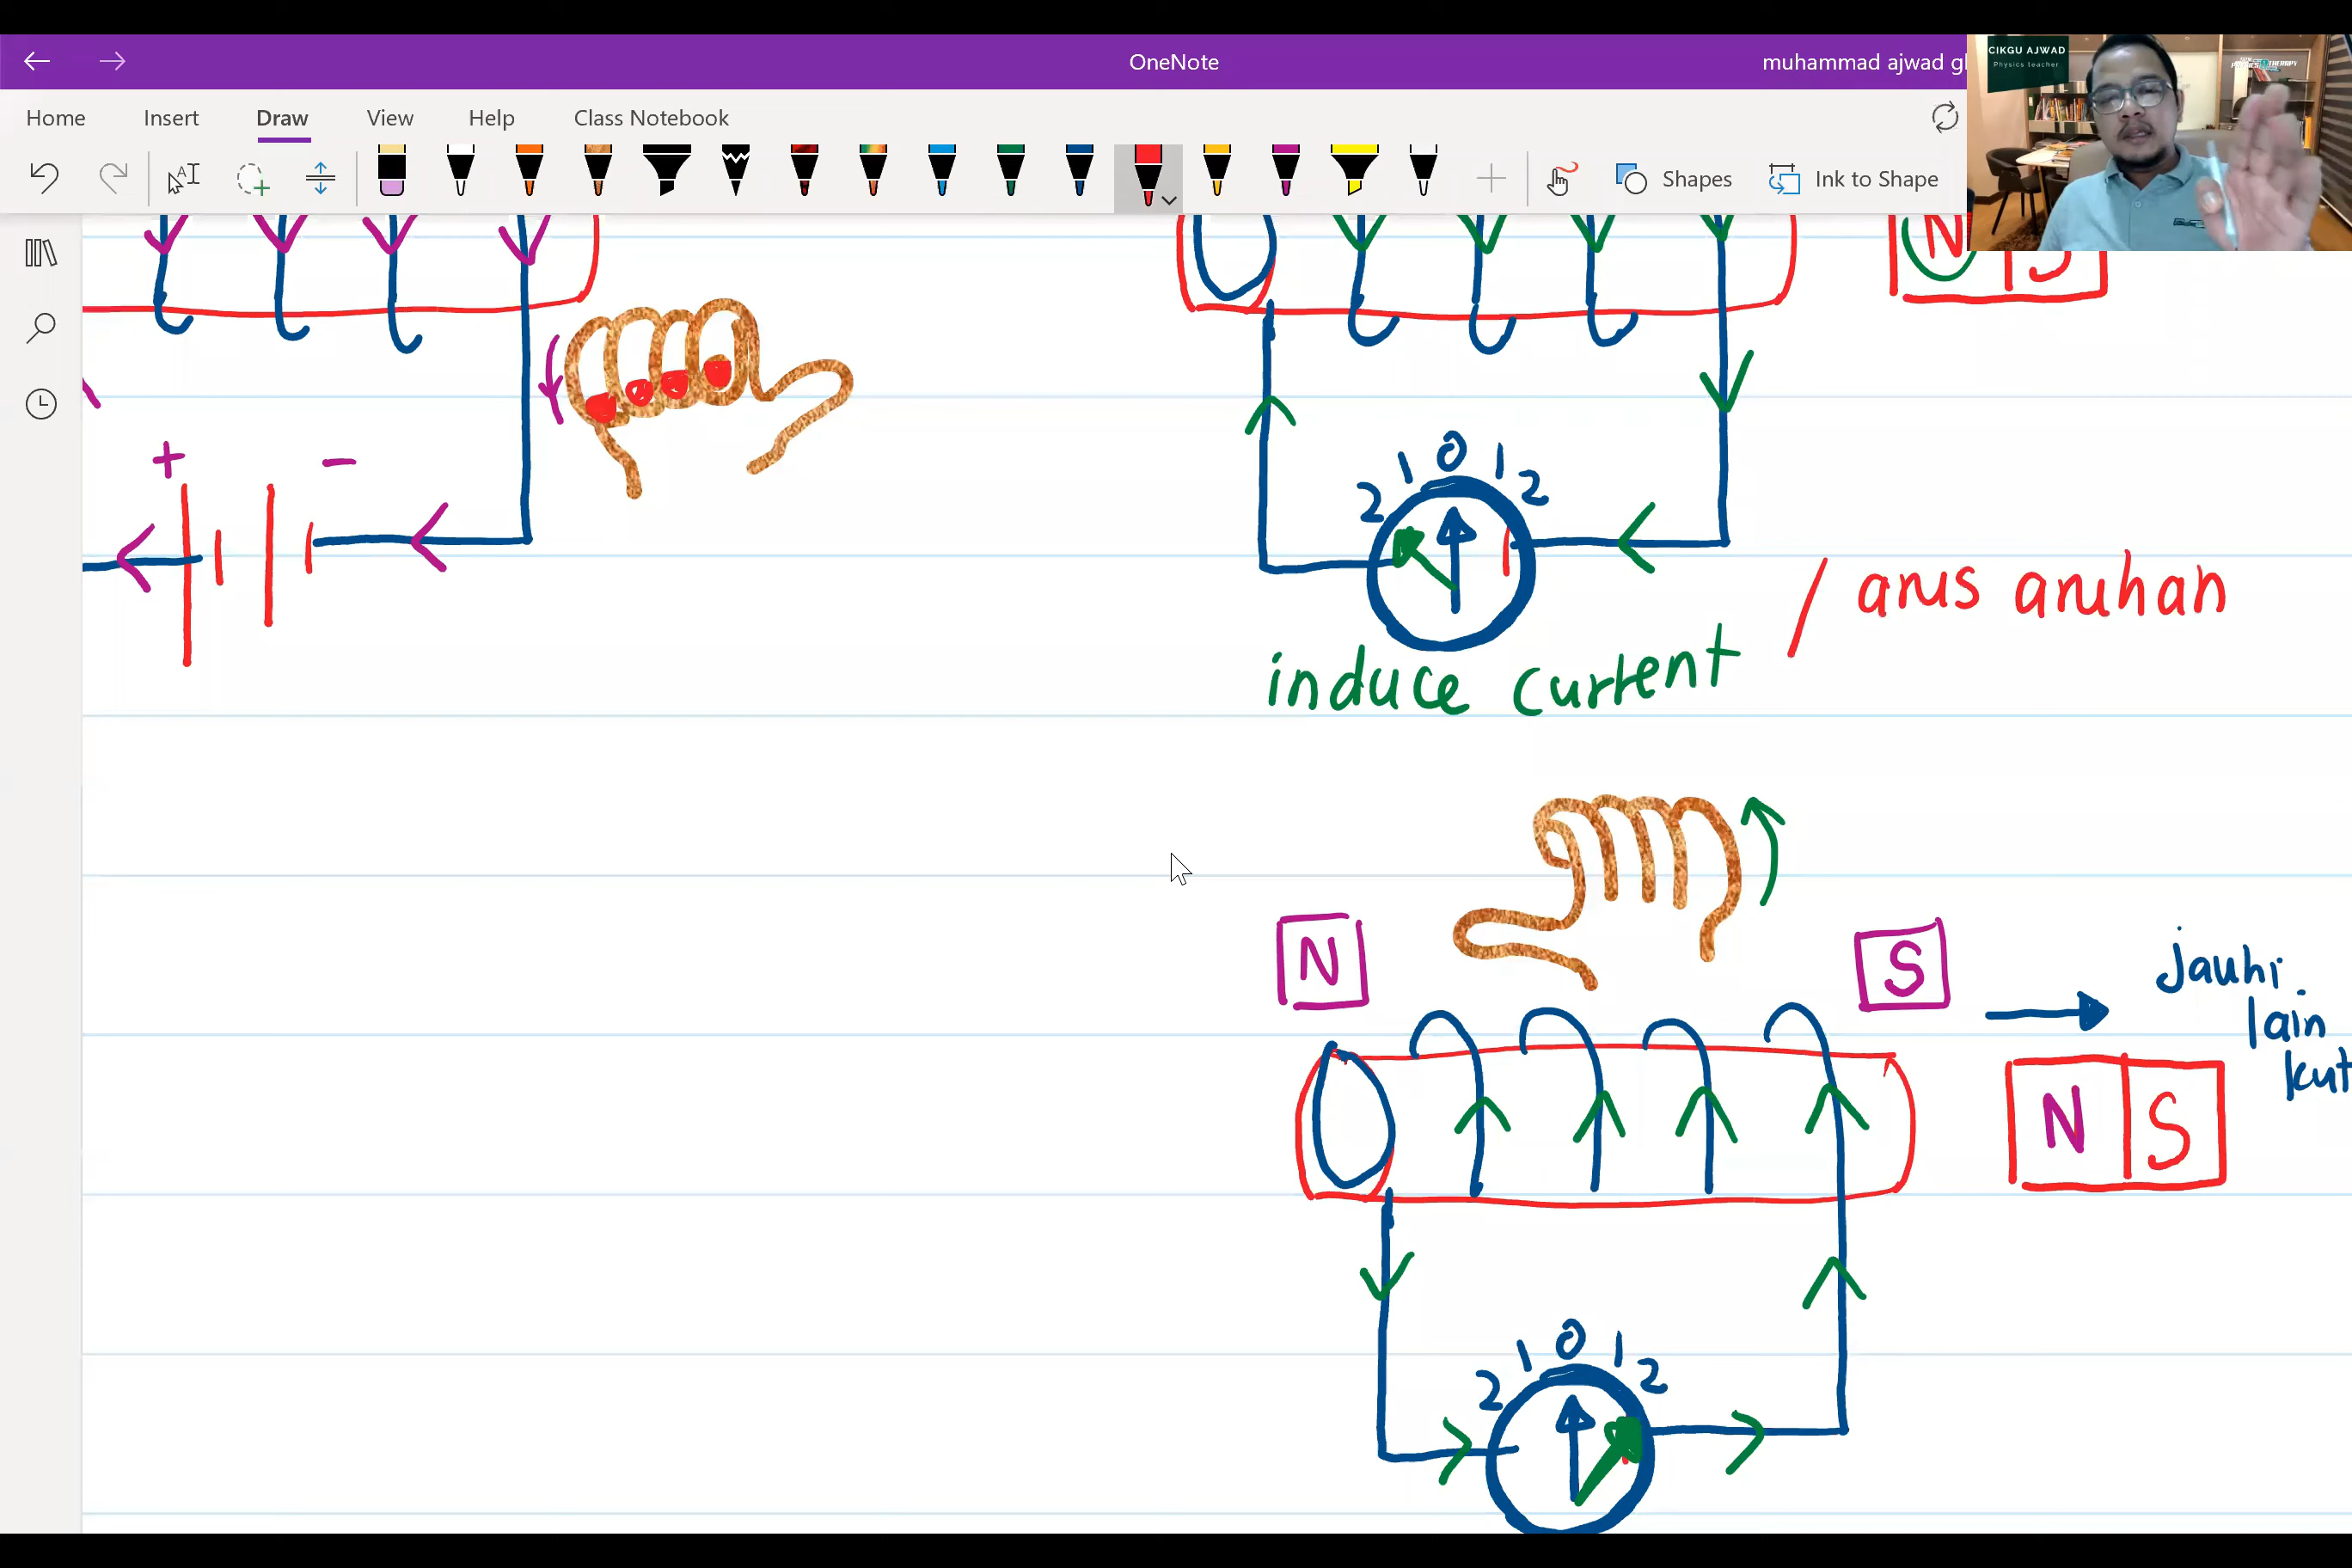 OneNote
muhammad ajwad
CIKGU AJWAD
Physics teacher
Home Insert Draw View Help Class Notebook
Shapes Ink to Shape
N S
+ −
2 1 0 1 2
induce current / arus aruhan
N S
jauhi
lain
kut
N S
2 1 0 1 2